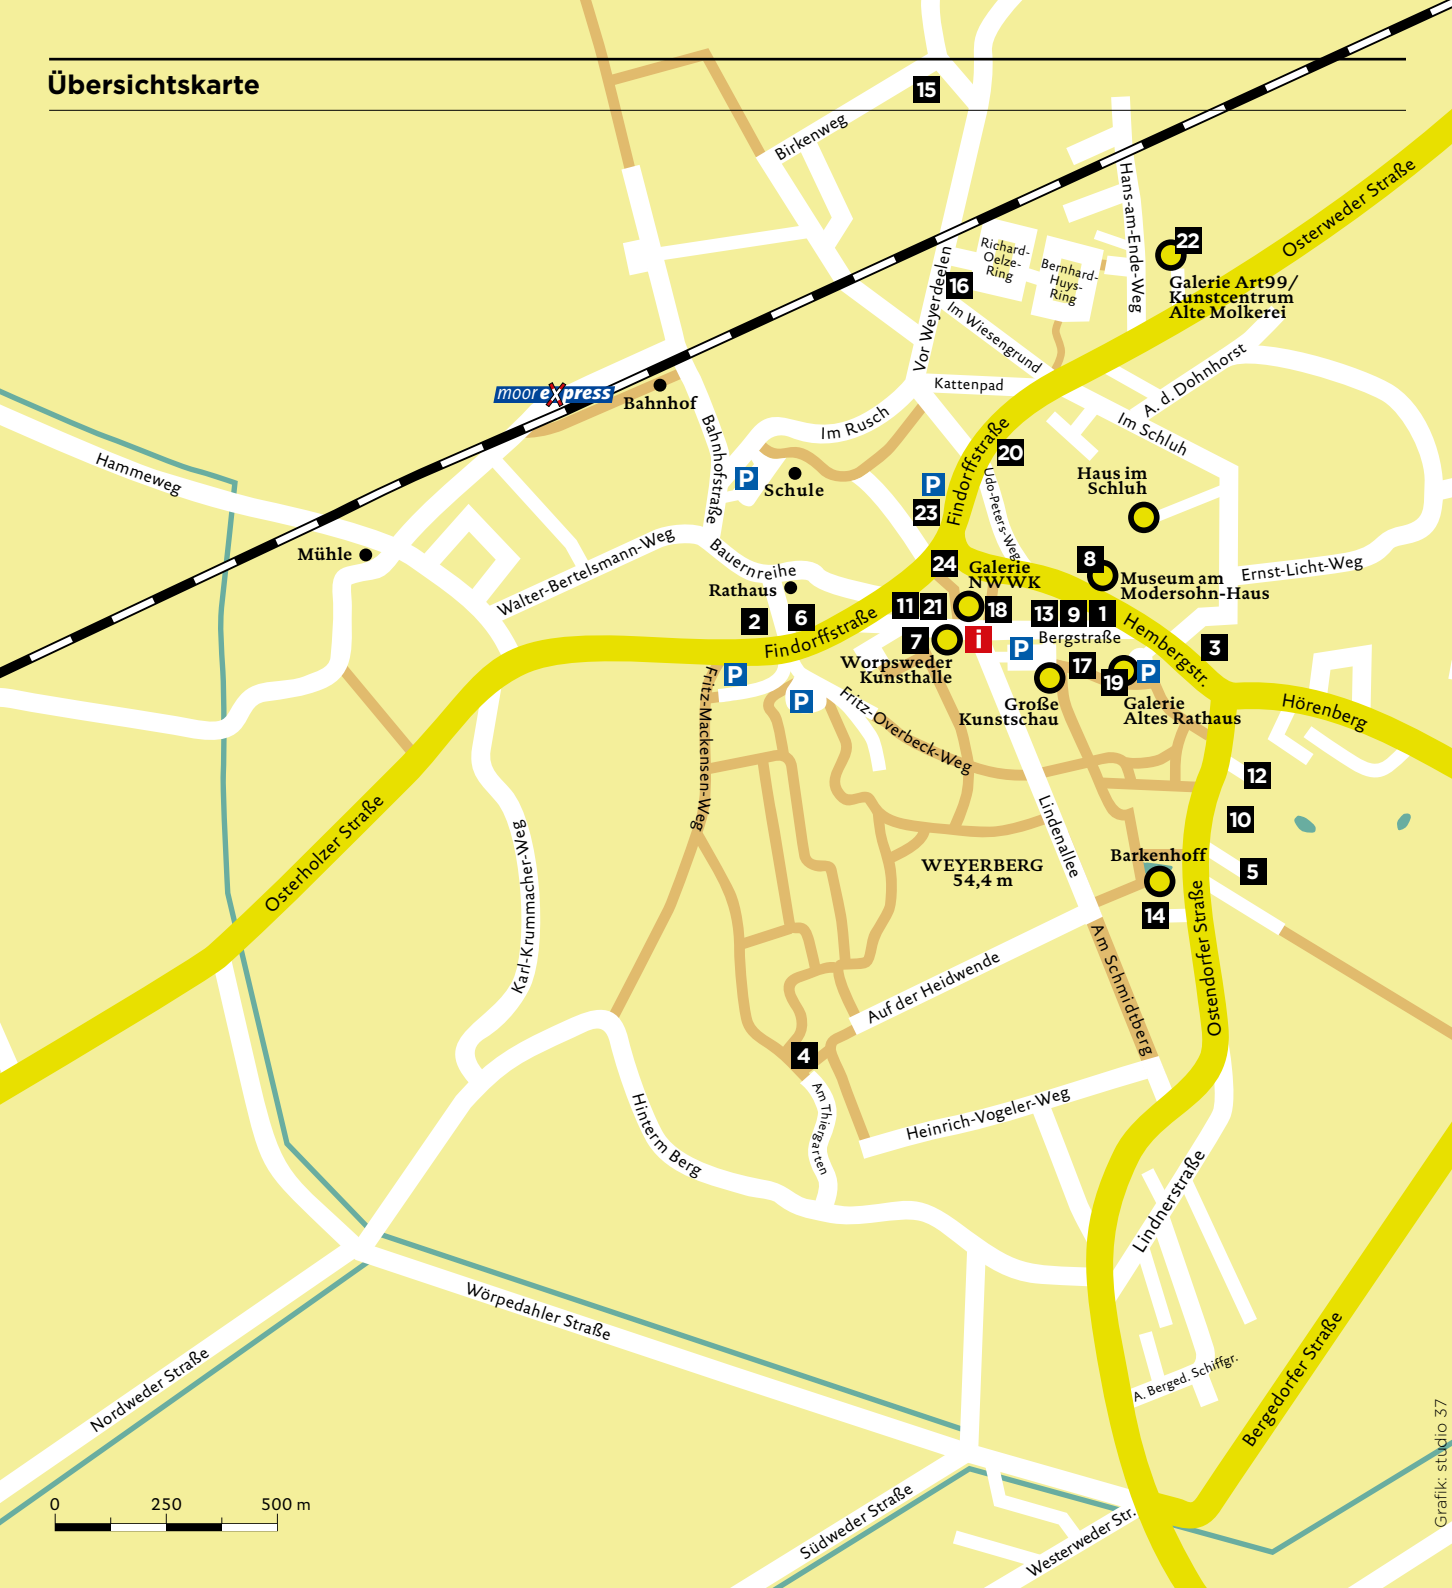 Übersichtskarte
15
Birkenweg
Hans-am-Ende-Weg
Osterweder Straße
22
Richard-
Oelze-
Ring
Bernhard-
Huys-
Ring
16
Galerie Art99/
Kunstcentrum
Alte Molkerei
Vor Weyerdeelen
Im Wiesengrund
Kattenpad
A. d. Dohnhorst
Im Schluh
moorexpress
Bahnhof
Bahnhofstraße
Im Rusch
Hammeweg
P
Schule
P
23
Findorffstraße
20
Udo-Peters-Weg
Haus im
Schluh
Mühle
Walter-Bertelsmann-Weg
Bauernreihe
Rathaus
24
Galerie
NWWK
8
Museum am
Modersohn-Haus
Ernst-Licht-Weg
2
6
Findorffstraße
11
21
18
13
9
1
7
i
P
Bergstraße
Hembergstr.
3
Worpsweder
Kunsthalle
17
19
P
P
P
Große
Kunstschau
Galerie
Altes Rathaus
Hörenberg
Fritz-Mackensen-Weg
Fritz-Overbeck-Weg
12
10
Lindenallee
Osterholzer Straße
Karl-Krummacher-Weg
WEYERBERG
54,4 m
Barkenhoff
5
14
Am Schmidtberg
Ostendorfer Straße
Auf der Heidwende
4
Am Thiergarten
Heinrich-Vogeler-Weg
Hinterm Berg
Lindnerstraße
Wörpedahler Straße
Nordweder Straße
A. Berged. Schiffgr.
Bergedorfer Straße
Südweder Straße
Westerweder Str.
0
250
500 m
Grafik: studio 37